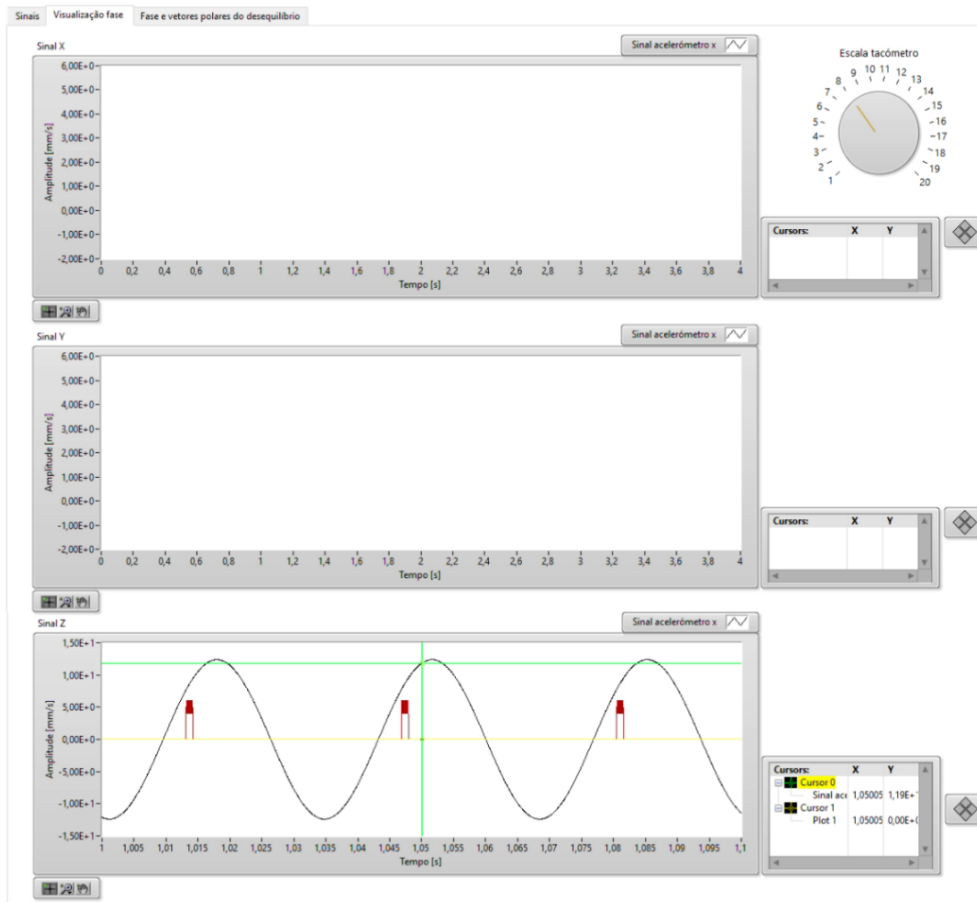 Sinais Visualização fase Fase e vetores polares do desequilíbrio
Sinal X
Sinal acelerómetro x
6,00E+0
5,00E+0
4,00E+0
3,00E+0
2,00E+0
1,00E+0
0,00E+0
-1,00E+0
-2,00E+0
Amplitude [mm/s]
0 0,2 0,4 0,6 0,8 1 1,2 1,4 1,6 1,8 2 2,2 2,4 2,6 2,8 3 3,2 3,4 3,6 3,8 4
Tempo [s]
Escala tacómetro
1 2 3 4 5 6 7 8 9 10 11 12 13 14 15 16 17 18 19 20
Cursors: X Y
Sinal Y
Sinal acelerómetro x
6,00E+0
5,00E+0
4,00E+0
3,00E+0
2,00E+0
1,00E+0
0,00E+0
-1,00E+0
-2,00E+0
Amplitude [mm/s]
0 0,2 0,4 0,6 0,8 1 1,2 1,4 1,6 1,8 2 2,2 2,4 2,6 2,8 3 3,2 3,4 3,6 3,8 4
Tempo [s]
Cursors: X Y
Sinal Z
Sinal acelerómetro x
1,50E+1
1,00E+1
5,00E+0
0,00E+0
-5,00E+0
-1,00E+1
-1,50E+1
Amplitude [mm/s]
1 1,005 1,01 1,015 1,02 1,025 1,03 1,035 1,04 1,045 1,05 1,055 1,06 1,065 1,07 1,075 1,08 1,085 1,09 1,095 1,1
Tempo [s]
Cursors: X Y
Cursor 0
Sinal ace 1,05005 1,19E+
Cursor 1
Plot 1 1,05005 0,00E+